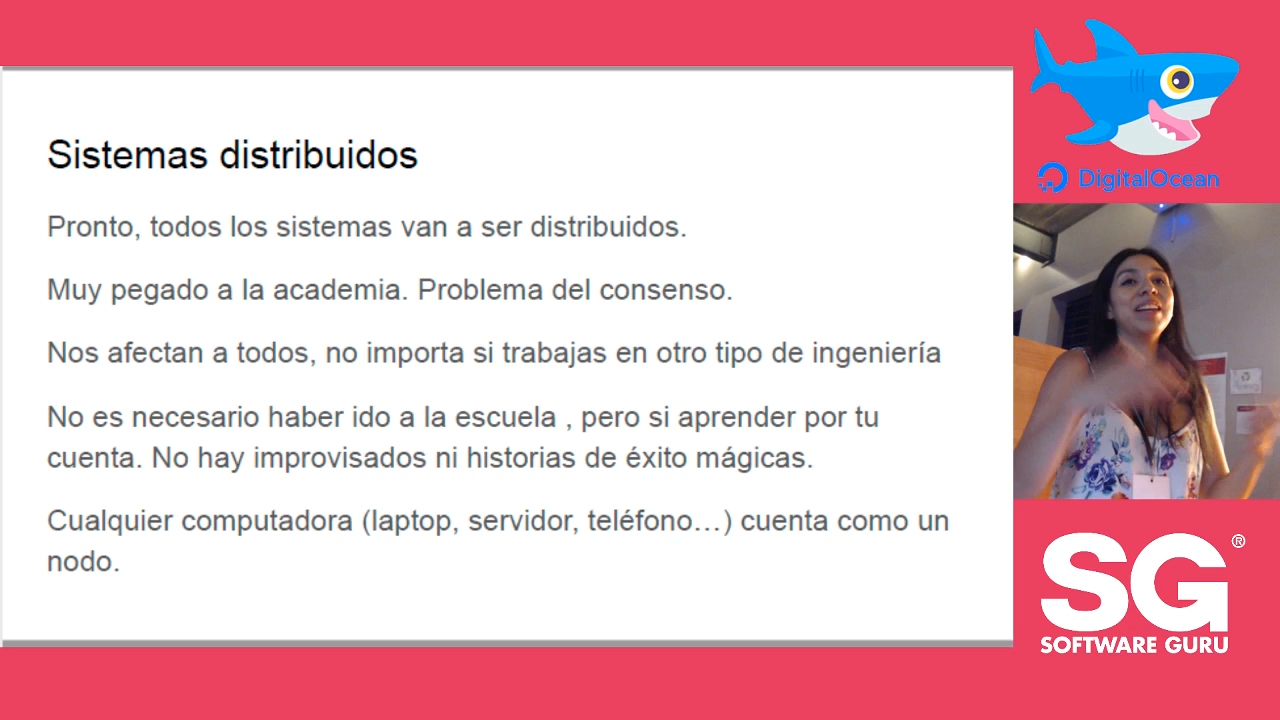 Sistemas distribuidos
Pronto, todos los sistemas van a ser distribuidos.
Muy pegado a la academia. Problema del consenso.
Nos afectan a todos, no importa si trabajas en otro tipo de ingeniería
No es necesario haber ido a la escuela , pero si aprender por tu
cuenta. No hay improvisados ni historias de éxito mágicas.
Cualquier computadora (laptop, servidor, teléfono…) cuenta como un
nodo.
DigitalOcean
SG®
SOFTWARE GURU